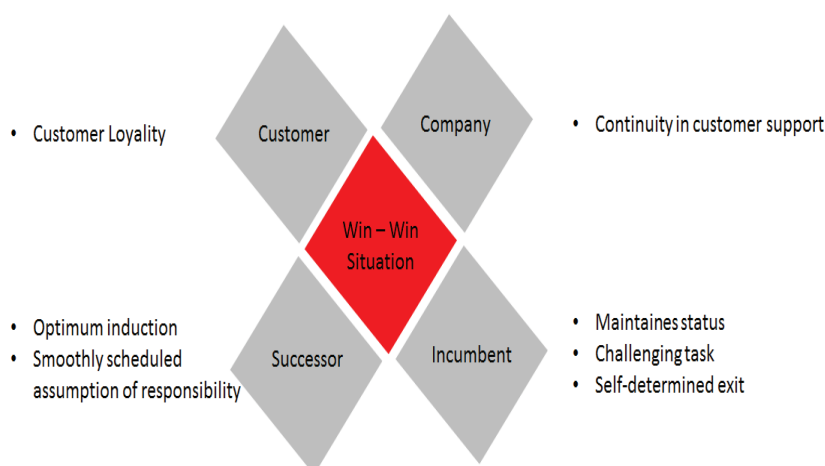 • Customer Loyality
Customer
Company
• Continuity in customer support
Win – Win
Situation
• Optimum induction
• Smoothly scheduled
assumption of responsibility
Successor
Incumbent
• Maintaines status
• Challenging task
• Self-determined exit